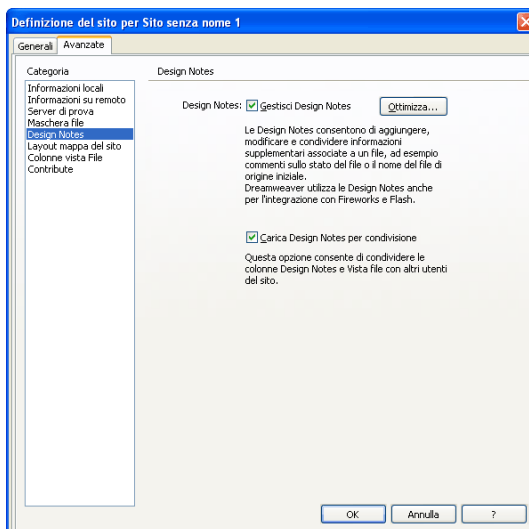 Definizione del sito per Sito senza nome 1
Generali Avanzate
Categoria
Informazioni locali
Informazioni su remoto
Server di prova
Maschera file
Design Notes
Layout mappa del sito
Colonne vista File
Contribute
Design Notes
Design Notes: Gestisci Design Notes Ottimizza...
Le Design Notes consentono di aggiungere,
modificare e condividere informazioni
supplementari associate a un file, ad esempio
commenti sullo stato del file o il nome del file di
origine iniziale.
Dreamweaver utilizza le Design Notes anche
per l'integrazione con Fireworks e Flash.
Carica Design Notes per condivisione
Questa opzione consente di condividere le
colonne Design Notes e Vista file con altri utenti
del sito.
OK Annulla ?